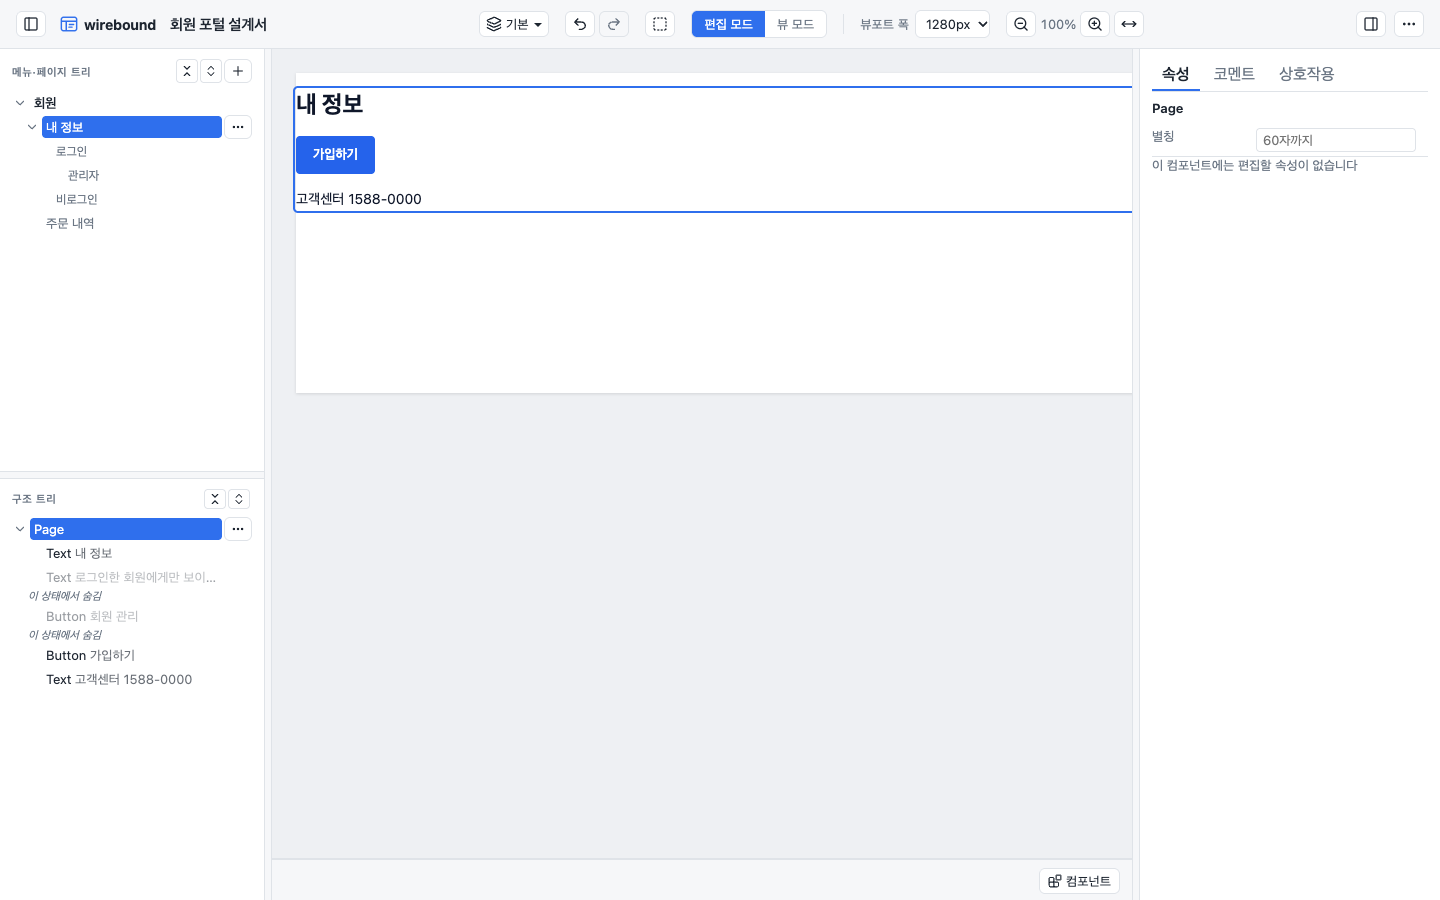 wirebound 회원 포털 설계서
기본
편집 모드 뷰 모드
뷰포트 폭 1280px
100%
메뉴·페이지 트리
회원
내 정보
로그인
관리자
비로그인
주문 내역
구조 트리
Page
Text 내 정보
Text 로그인한 회원에게만 보이...
이 상태에서 숨김
Button 회원 관리
이 상태에서 숨김
Button 가입하기
Text 고객센터 1588-0000
내 정보
가입하기
고객센터 1588-0000
컴포넌트
속성 코멘트 상호작용
Page
별칭 60자까지
이 컴포넌트에는 편집할 속성이 없습니다